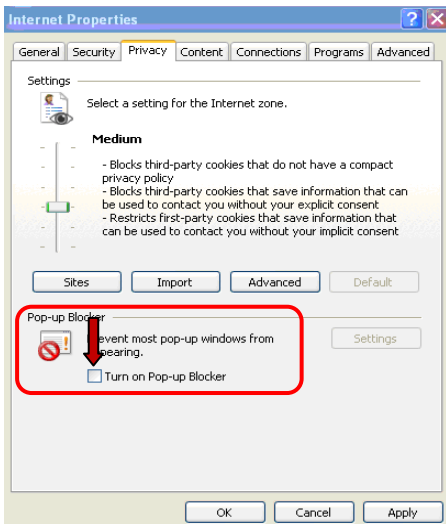 Internet Properties
General Security Privacy Content Connections Programs Advanced
Settings
Select a setting for the Internet zone.
Medium
- Blocks third-party cookies that do not have a compact
privacy policy
- Blocks third-party cookies that save information that can
be used to contact you without your explicit consent
- Restricts first-party cookies that save information that
can be used to contact you without your implicit consent
Sites Import Advanced Default
Pop-up Blocker
Prevent most pop-up windows from
appearing.
Settings
Turn on Pop-up Blocker
OK Cancel Apply